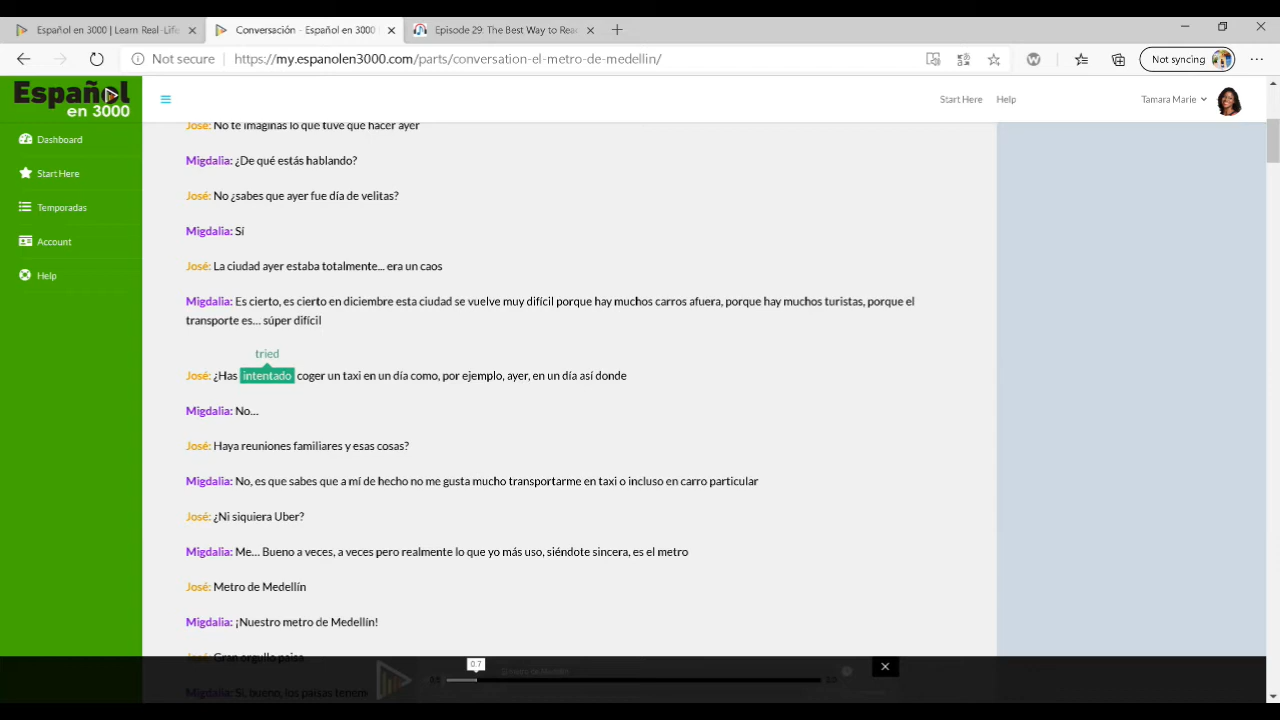 Español en 3000 | Learn Real-Life
Conversación - Español en 3000
Episode 29: The Best Way to Rea
Not secure
https://my.espanolen3000.com/parts/conversation-el-metro-de-medellin/
Not syncing
Español
en 3000
Start Here
Help
Tamara Marie
Dashboard
Start Here
Temporadas
Account
Help
José: No te imaginas lo que tuve que hacer ayer
Migdalia: ¿De qué estás hablando?
José: No ¿sabes que ayer fue día de velitas?
Migdalia: Sí
José: La ciudad ayer estaba totalmente... era un caos
Migdalia: Es cierto, es cierto en diciembre esta ciudad se vuelve muy difícil porque hay muchos carros afuera, porque hay muchos turistas, porque el
transporte es... súper difícil
tried
José: ¿Has intentado coger un taxi en un día como, por ejemplo, ayer, en un día así donde
Migdalia: No...
José: Haya reuniones familiares y esas cosas?
Migdalia: No, es que sabes que a mí de hecho no me gusta mucho transportarme en taxi o incluso en carro particular
José: ¿Ni siquiera Uber?
Migdalia: Me... Bueno a veces, a veces pero realmente lo que yo más uso, siéndote sincera, es el metro
José: Metro de Medellín
Migdalia: ¡Nuestro metro de Medellín!
José: Gran orgullo paisa
0.7
Migdalia: Sí, bueno, los paisas tenem